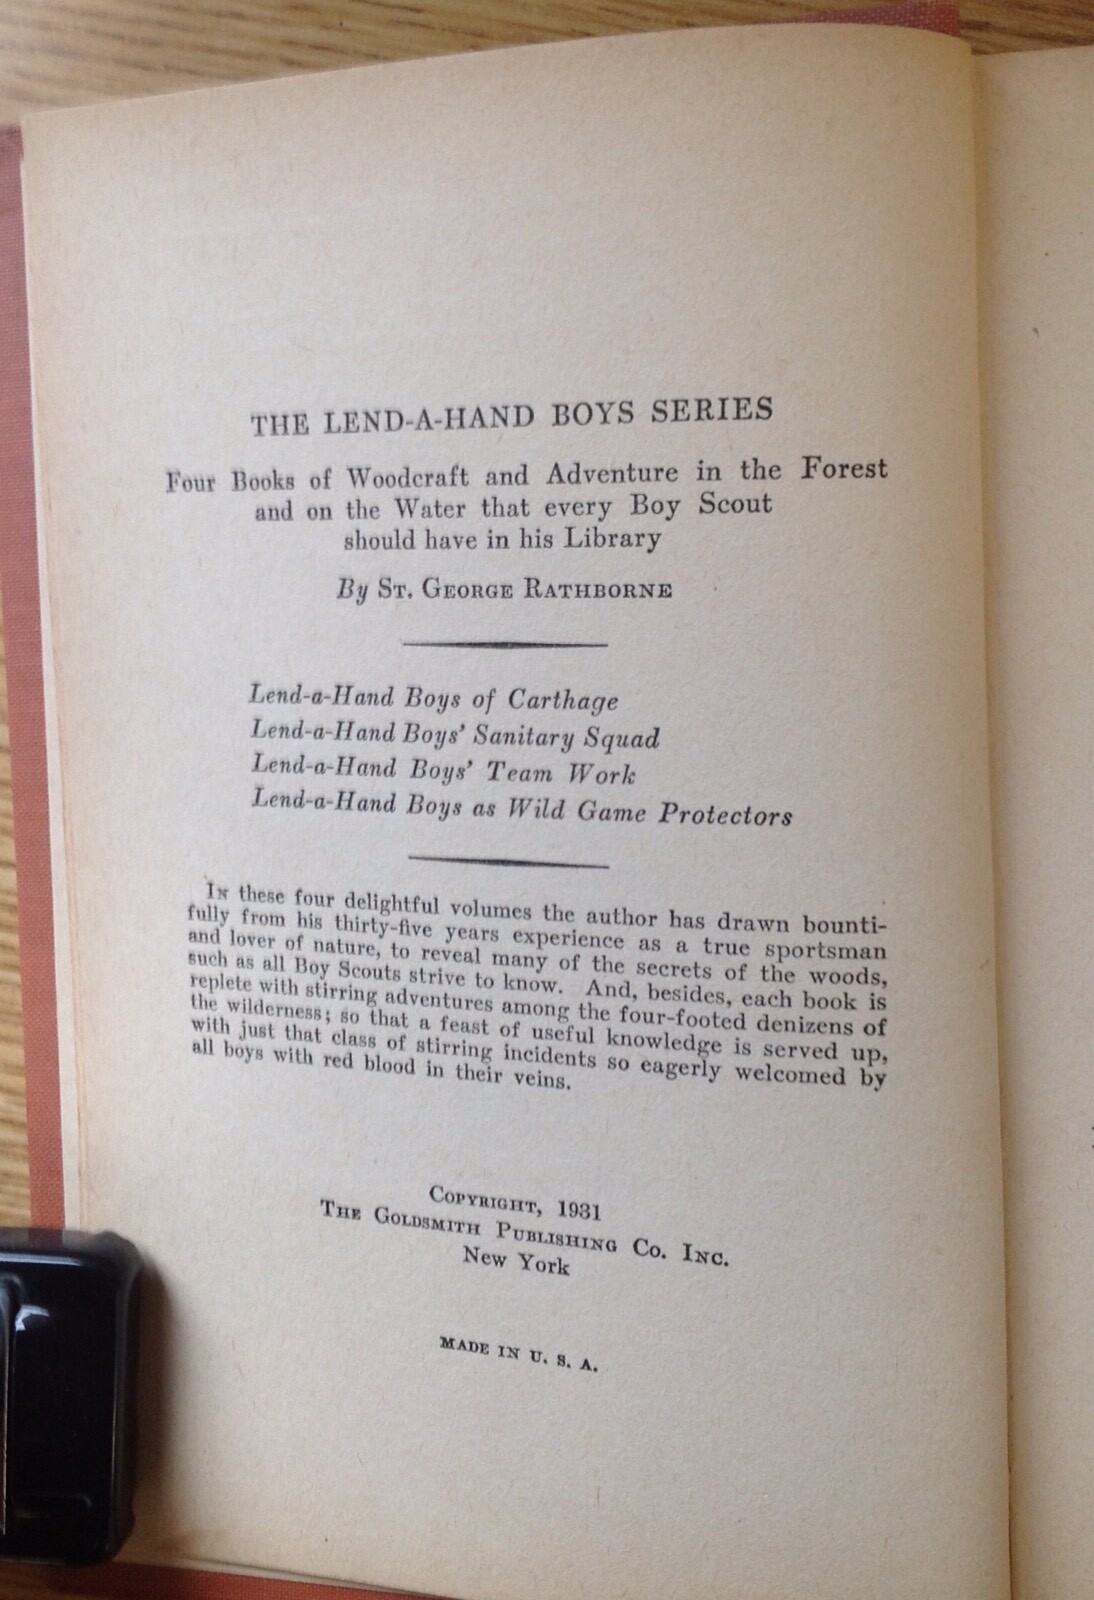 THE LEND-A-HAND BOYS SERIES
Four Books of Woodcraft and Adventure in the Forest
and on the Water that every Boy Scout
should have in his Library
By ST. GEORGE RATHBORNE
Lend-a-Hand Boys of Carthage
Lend-a-Hand Boys' Sanitary Squad
Lend-a-Hand Boys' Team Work
Lend-a-Hand Boys as Wild Game Protectors
IN these four delightful volumes the author has drawn bounti-
fully from his thirty-five years experience as a true sportsman
and lover of nature, to reveal many of the secrets of the woods,
such as all Boy Scouts strive to know. And, besides, each book is
replete with stirring adventures among the four-footed denizens of
the wilderness; so that a feast of useful knowledge is served up,
with just that class of stirring incidents so eagerly welcomed by
all boys with red blood in their veins.
COPYRIGHT, 1931
THE GOLDSMITH PUBLISHING CO. INC.
New York
MADE IN U. S. A.